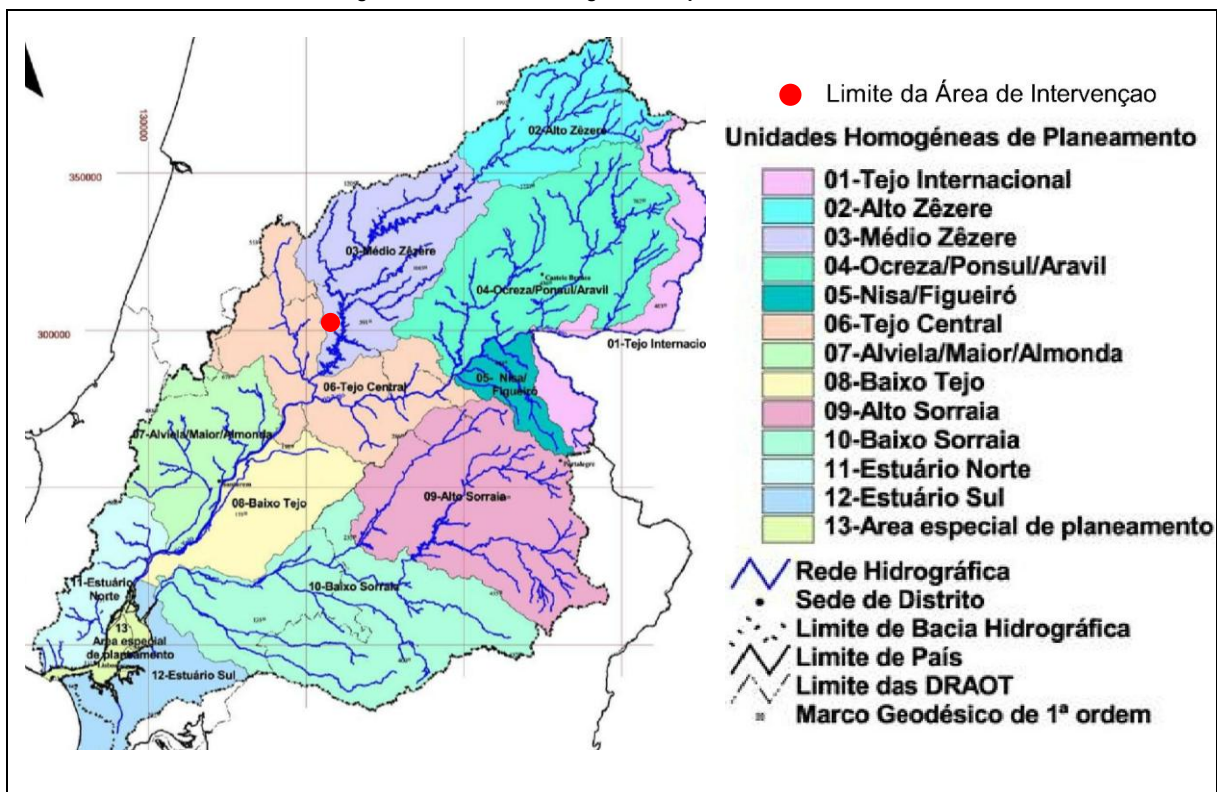 130000
350000
300000
02-Alto Zêzere
03-Médio Zêzere
Castelo Branco
04-Ocreza/Ponsul/Aravil
01-Tejo Internacio
06-Tejo Central
05- Nisa/
Figueiró
07-Alviela/Maior/Almonda
Santarem
Portalegre
08-Baixo Tejo
09-Alto Sorraia-
10-Baixo Sorraia
11-Estuário
Norte
13
Area especial
de planeamento
Lisboa
12-Estuário Sul
Limite da Área de Intervençao
Unidades Homogéneas de Planeamento
01-Tejo Internacional
02-Alto Zêzere
03-Médio Zêzere
04-Ocreza/Ponsul/Aravil
05-Nisa/Figueiró
06-Tejo Central
07-Alviela/Maior/Almonda
08-Baixo Tejo
09-Alto Sorraia
10-Baixo Sorraia
11-Estuário Norte
12-Estuário Sul
13-Area especial de planeamento
Rede Hidrográfica
Sede de Distrito
Limite de Bacia Hidrográfica
Limite de País
Limite das DRAOT
Marco Geodésico de 1ª ordem